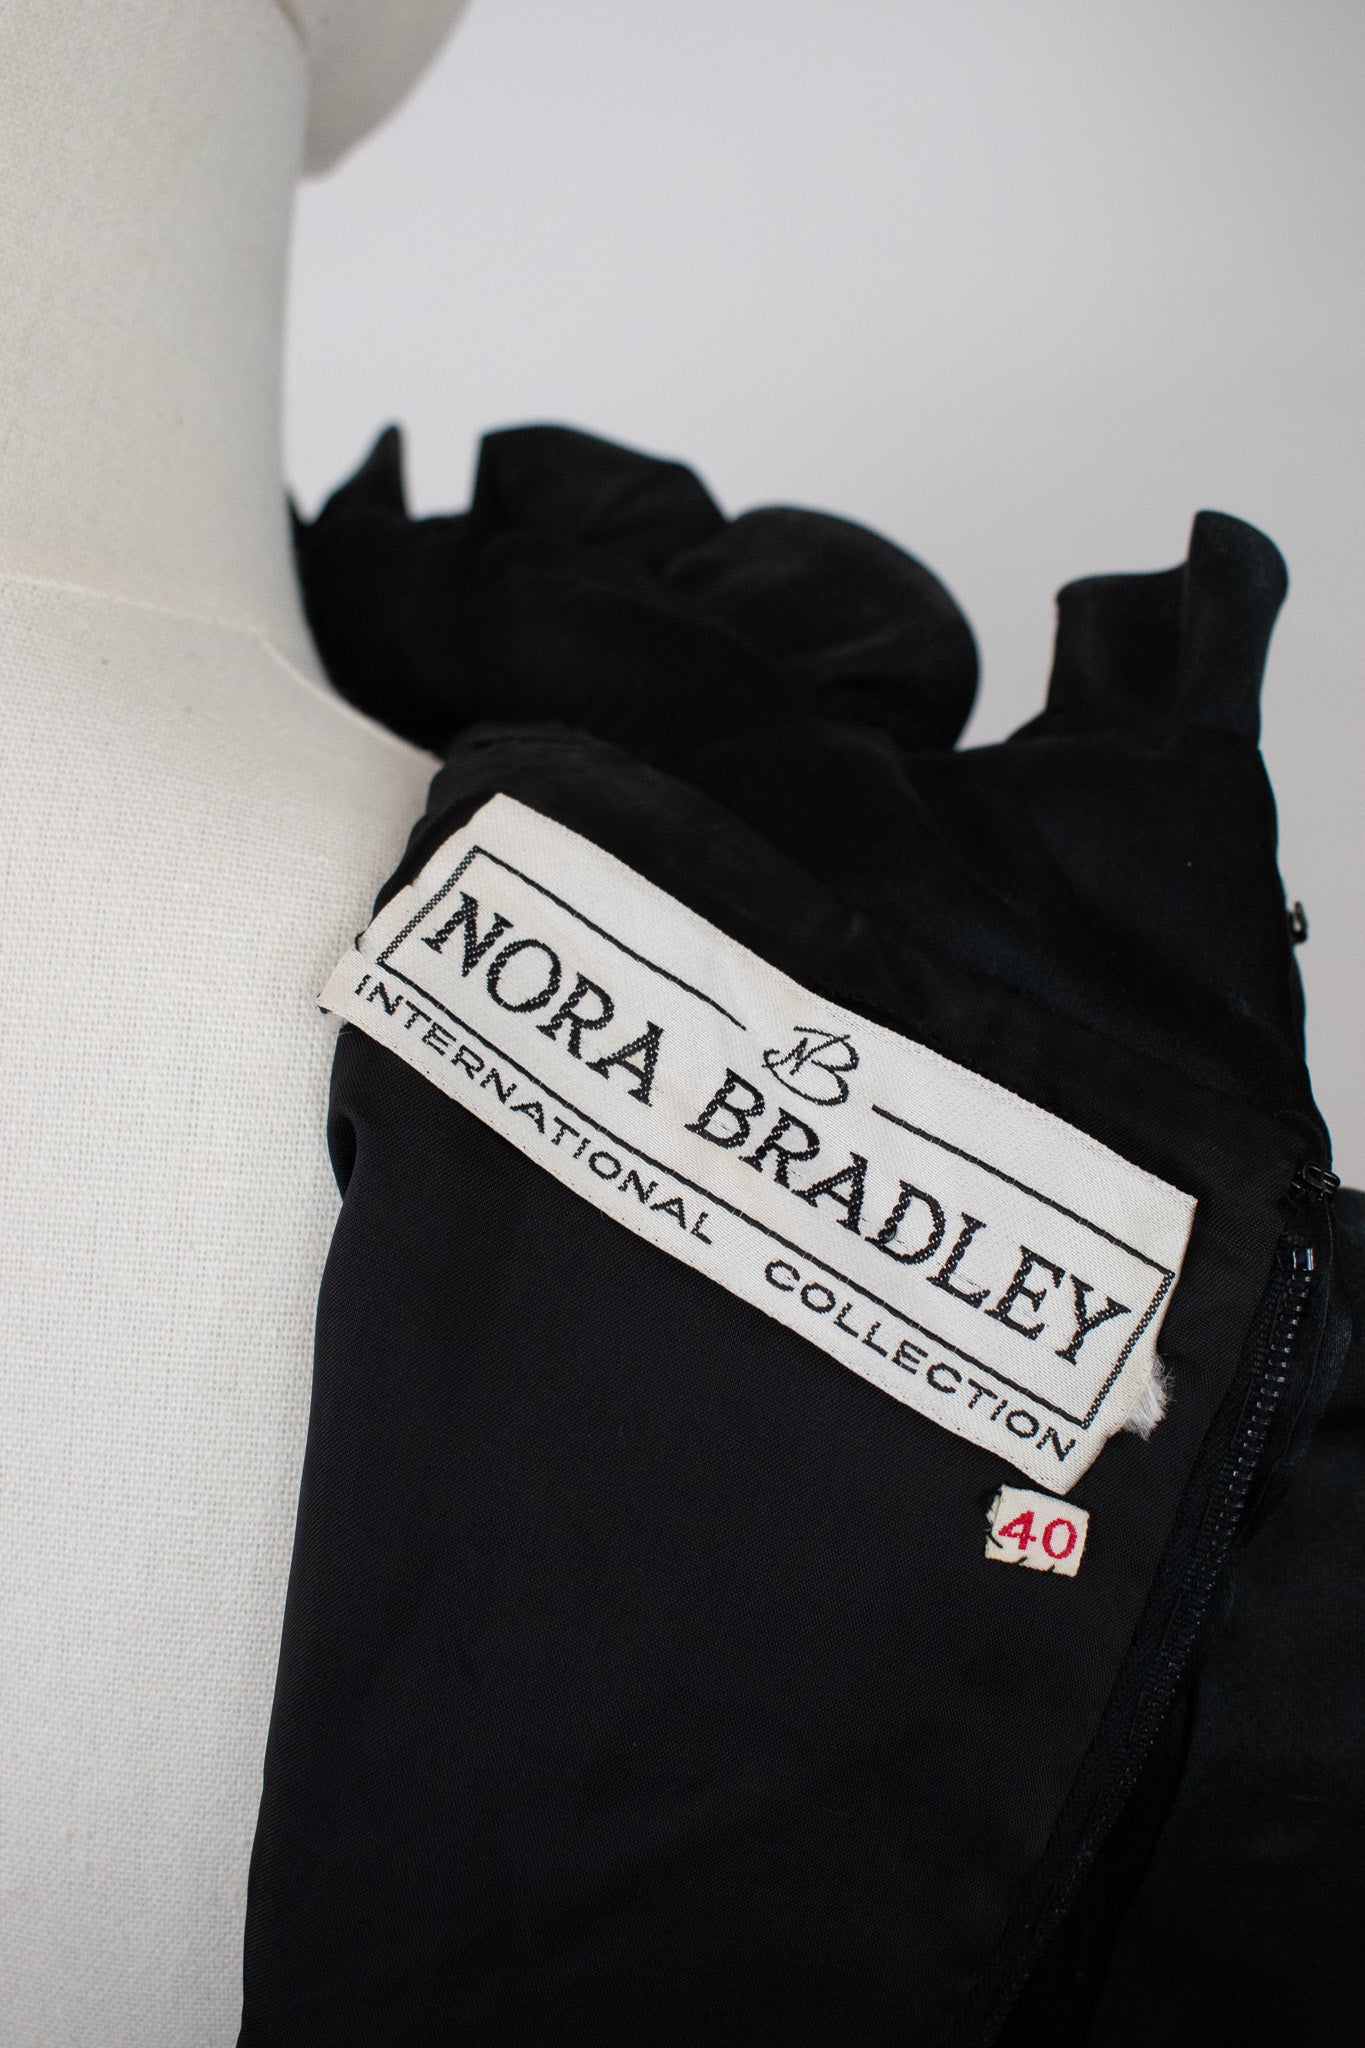 NB
NORA BRADLEY
INTERNATIONAL COLLECTION
40